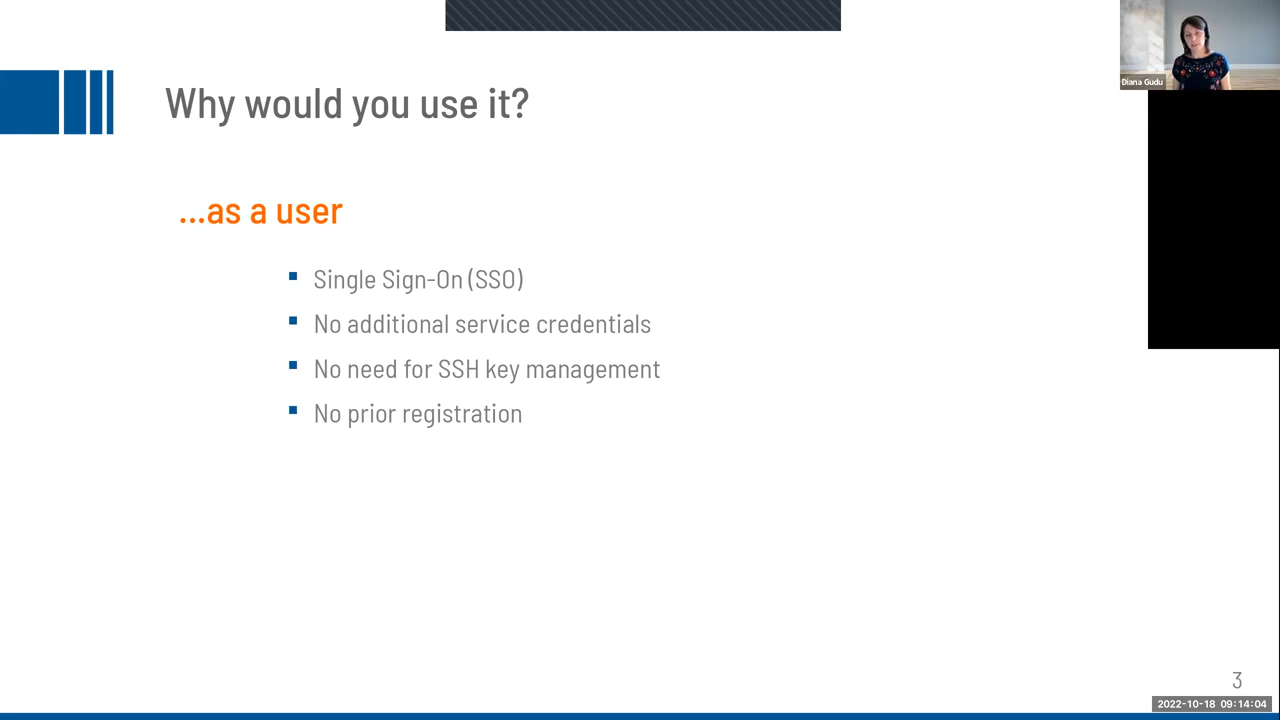 Diana Gudu
Why would you use it?
...as a user
Single Sign-On (SSO)
No additional service credentials
No need for SSH key management
No prior registration
3
2022-10-18 09:14:04